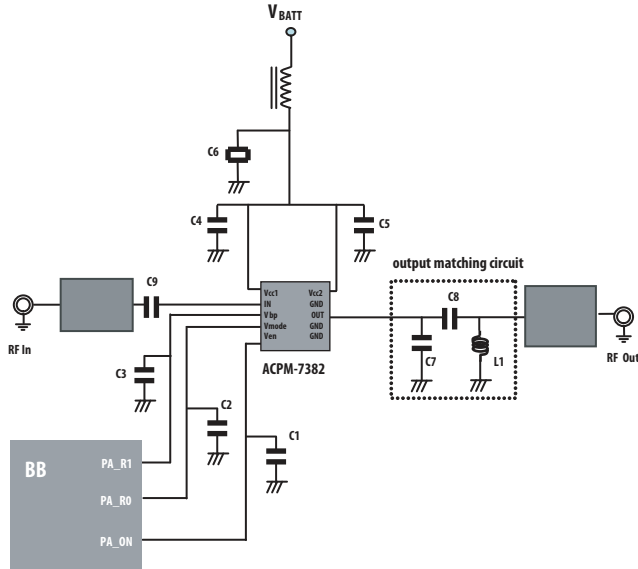 VBATT
C6
C4
C5
output matching circuit
C9
C8
Vcc1
Vcc2
IN
GND
V bp
OUT
Vmode
GND
Ven
GND
RF In
RF Out
C7
L1
ACPM-7382
C3
C2
C1
BB
PA_R1
PA_R0
PA_ON